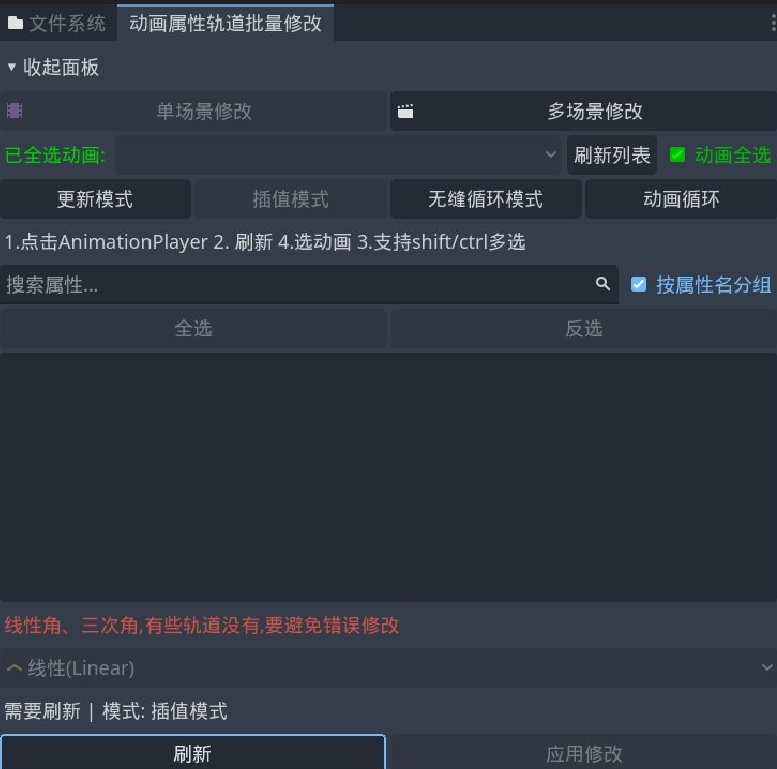 文件系统 动画属性轨道批量修改
收起面板
单场景修改 多场景修改
已全选动画: 刷新列表 动画全选
更新模式 插值模式 无缝循环模式 动画循环
1.点击AnimationPlayer 2. 刷新 4.选动画 3.支持shift/ctrl多选
搜索属性... 按属性名分组
全选 反选
线性角、三次角,有些轨道没有,要避免错误修改
线性(Linear)
需要刷新 | 模式: 插值模式
刷新 应用修改